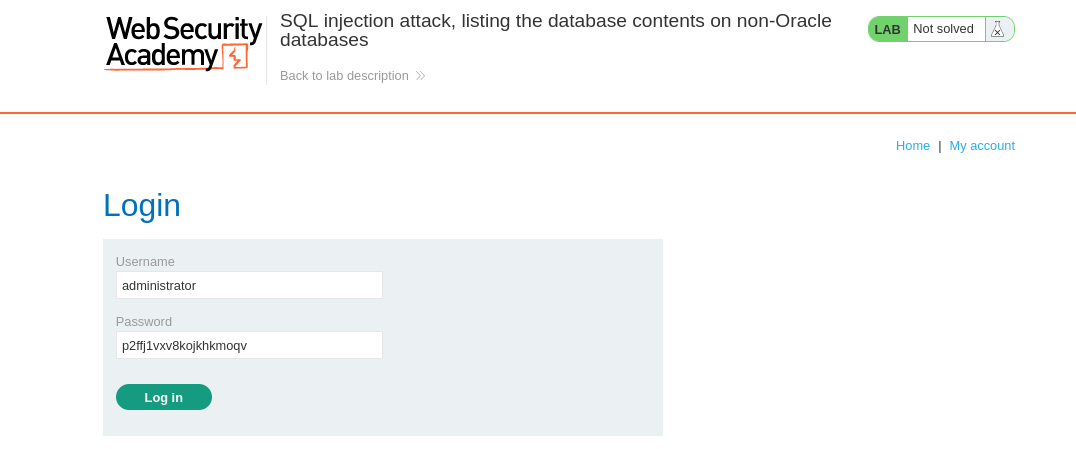 Web Security
Academy
SQL injection attack, listing the database contents on non-Oracle
databases
Back to lab description
LAB Not solved
Home | My account
Login
Username
administrator
Password
p2ffj1vxv8kojkhkmoqv
Log in